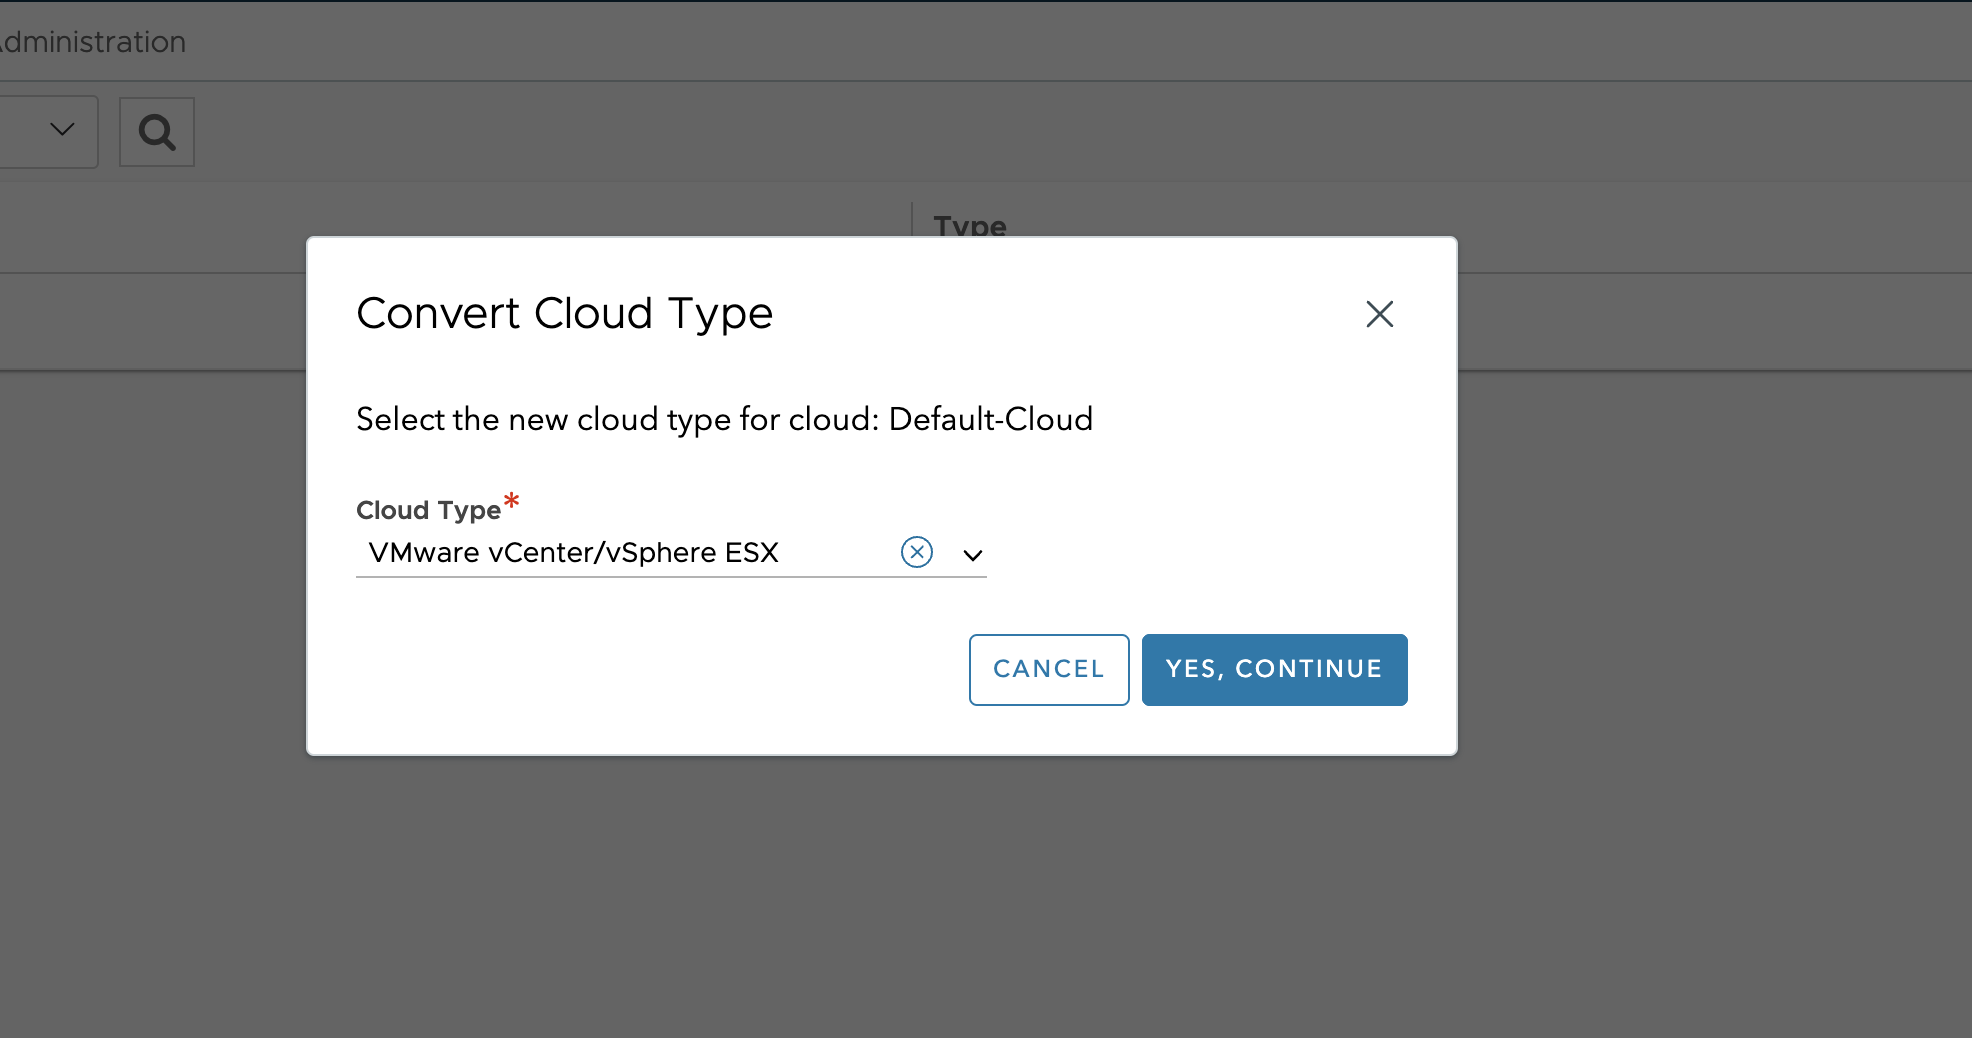 dministration
Type
Convert Cloud Type
Select the new cloud type for cloud: Default-Cloud
Cloud Type*
VMware vCenter/vSphere ESX
CANCEL
YES, CONTINUE